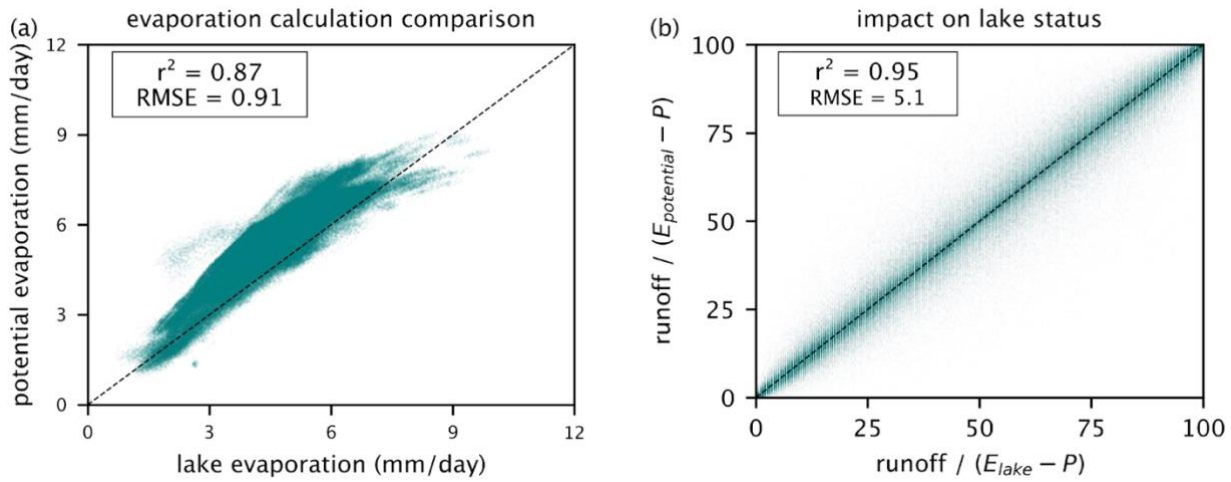 (a)
evaporation calculation comparison
12
9
6
3
0
potential evaporation (mm/day)
r² = 0.87
RMSE = 0.91
0 3 6 9 12
lake evaporation (mm/day)
(b)
impact on lake status
100
75
50
25
0
runoff / (E_potential − P)
r² = 0.95
RMSE = 5.1
0 25 50 75 100
runoff / (E_lake − P)